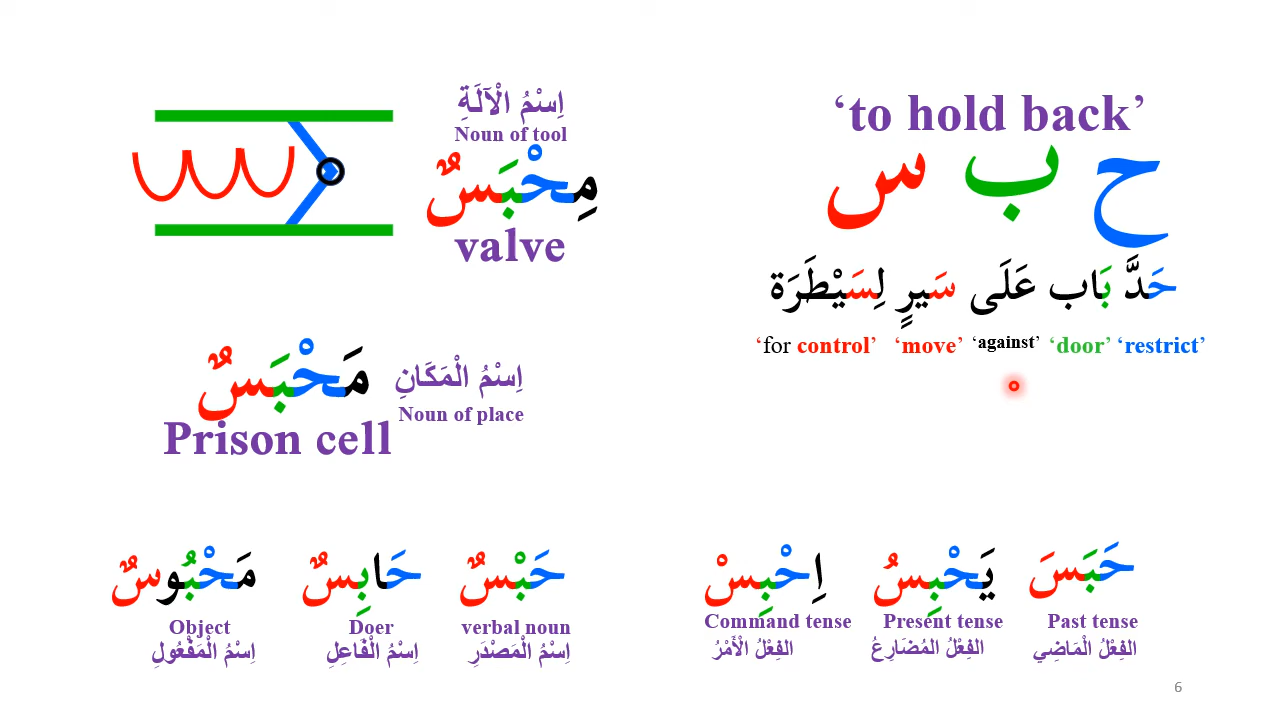 ‘to hold back’
ح ب س
حَدَّ بَاب عَلَى سَيرٍ لِسَيْطَرَة
‘for control’ ‘move’ ‘against’ ‘door’ ‘restrict’
اِسْمُ الْآلَةِ
Noun of tool
مِحْبَسٌ
valve
مَحْبَسٌ
Prison cell
اِسْمُ الْمَكَانِ
Noun of place
حَبَسَ
Past tense
الفِعْلُ الْمَاضِي
يَحْبِسُ
Present tense
الفِعْلُ المُضَارِعُ
اِحْبِسْ
Command tense
الفِعْلُ الْأَمْرُ
حَبْسٌ
verbal noun
اِسْمُ الْمَصْدَرِ
حَابِسٌ
Doer
اِسْمُ الْفَاعِلِ
مَحْبُوسٌ
Object
اِسْمُ الْمَفْعُولِ
6